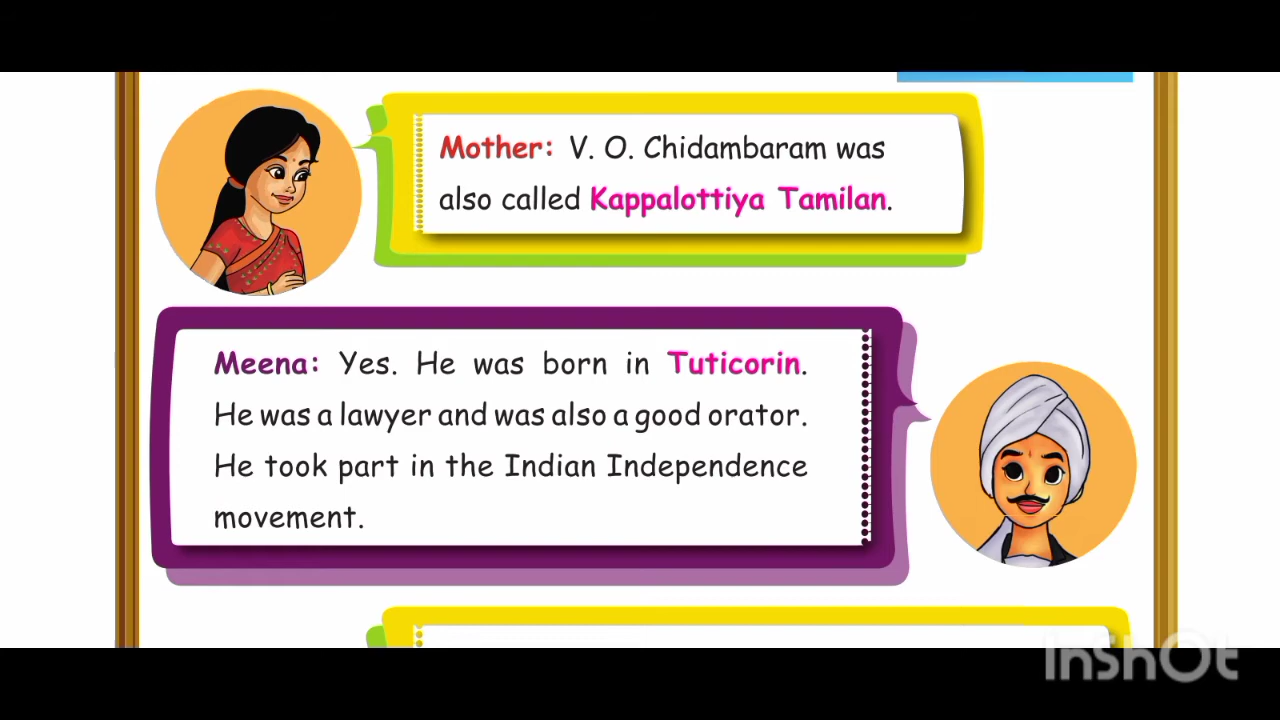 Mother: V. O. Chidambaram was
also called Kappalottiya Tamilan.
Meena: Yes. He was born in Tuticorin.
He was a lawyer and was also a good orator.
He took part in the Indian Independence
movement.
InShOt